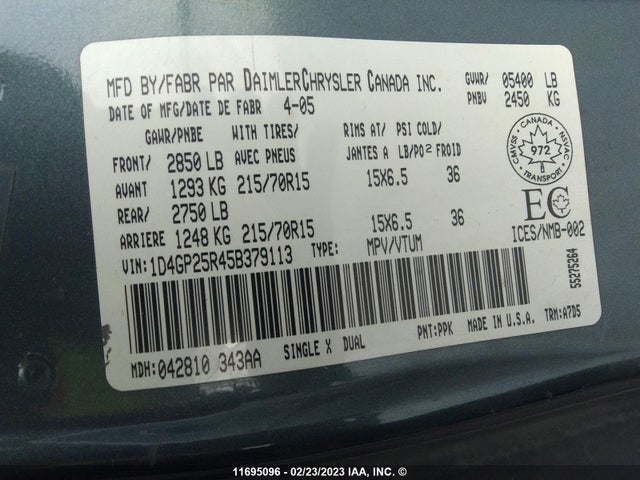 MFD BY/FABR PAR DAIMLERCHRYSLER CANADA INC.
GVWR/ 05400 LB
DATE OF MFG/DATE DE FABR 4-05
PNBV 2450 KG
GAWR/PNBE WITH TIRES/ RIMS AT/ PSI COLD/
FRONT/ 2850 LB AVEC PNEUS JANTES A LB/PO2 FROID
AVANT 1293 KG 215/70R15 15X6.5 36
REAR/ 2750 LB
ARRIERE 1248 KG 215/70R15 15X6.5 36
CANADA
CMVSS 972 NSVAC
TRANSPORT
EC
ICES/NMB-002
VIN: 1D4GP25R45B379113 TYPE: MPV/VTUM
55275264
MDH: 042810 343AA SINGLE X DUAL PNT: PPK MADE IN U.S.A. TRM: A7D5
11695096 - 02/23/2023 IAA, INC. ©